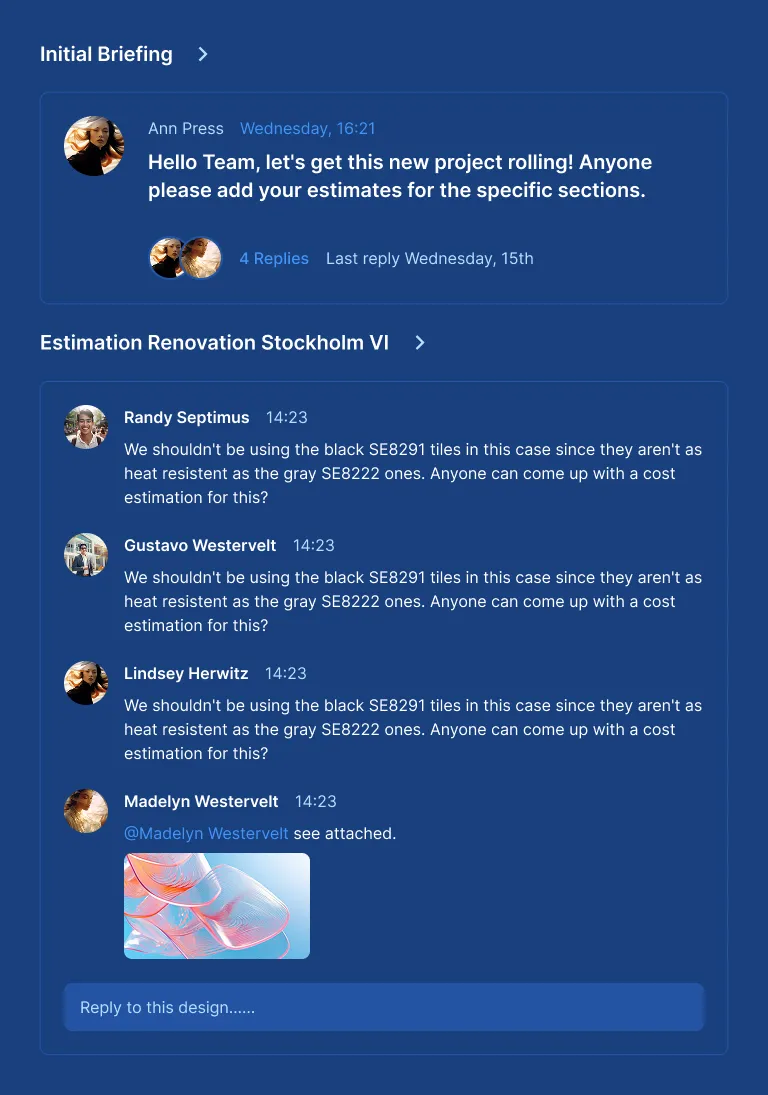 Initial Briefing
Ann Press Wednesday, 16:21
Hello Team, let's get this new project rolling! Anyone
please add your estimates for the specific sections.
4 Replies Last reply Wednesday, 15th
Estimation Renovation Stockholm VI
Randy Septimus 14:23
We shouldn't be using the black SE8291 tiles in this case since they aren't as
heat resistent as the gray SE8222 ones. Anyone can come up with a cost
estimation for this?
Gustavo Westervelt 14:23
We shouldn't be using the black SE8291 tiles in this case since they aren't as
heat resistent as the gray SE8222 ones. Anyone can come up with a cost
estimation for this?
Lindsey Herwitz 14:23
We shouldn't be using the black SE8291 tiles in this case since they aren't as
heat resistent as the gray SE8222 ones. Anyone can come up with a cost
estimation for this?
Madelyn Westervelt 14:23
@Madelyn Westervelt see attached.
Reply to this design......